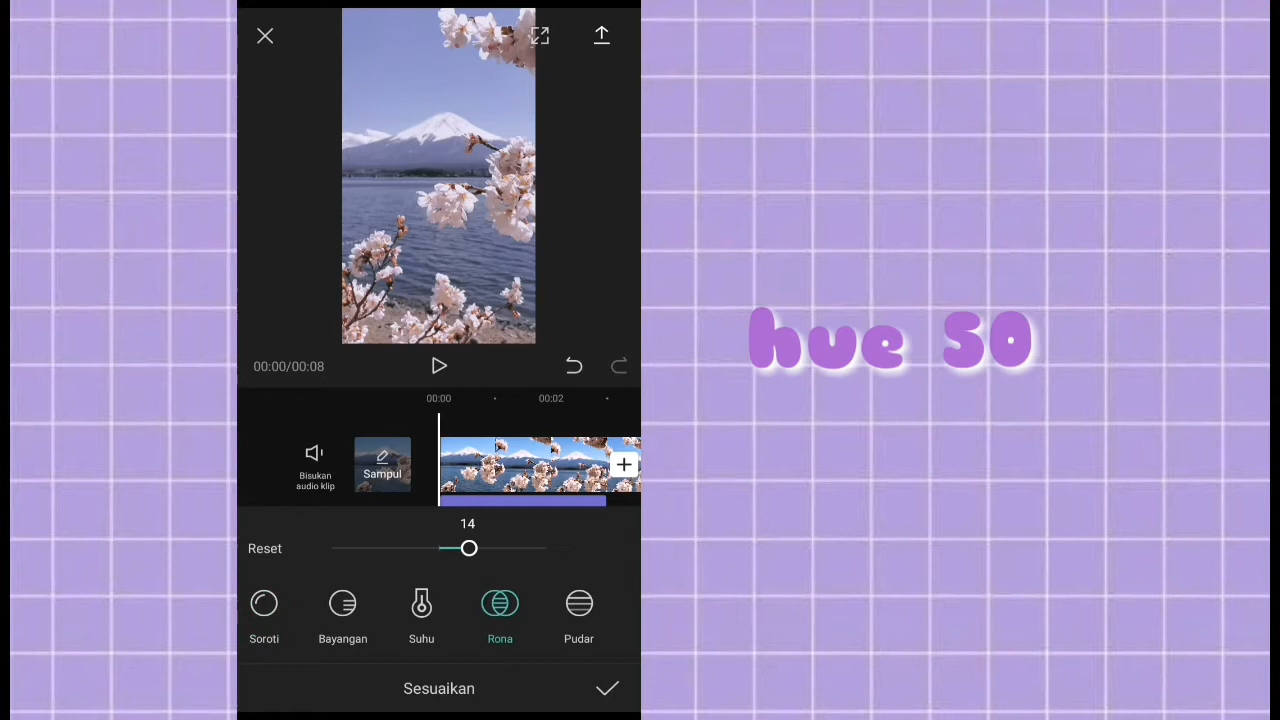 00:00/00:08
00:00
00:02
Bisukan
audio klip
Sampul
14
Reset
Soroti
Bayangan
Suhu
Rona
Pudar
Sesuaikan
hue 50